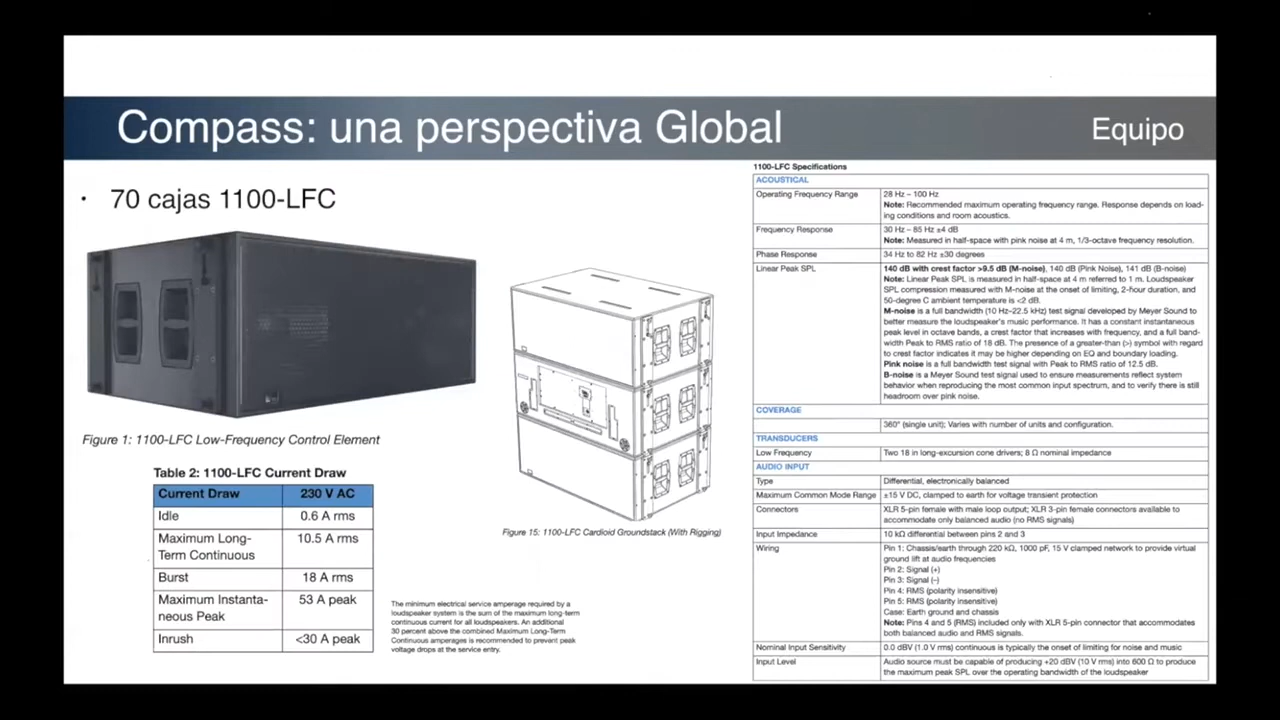 Compass: una perspectiva Global
Equipo
• 70 cajas 1100-LFC
Figure 1: 1100-LFC Low-Frequency Control Element
Table 2: 1100-LFC Current Draw
Current Draw 230 V AC
Idle 0.6 A rms
Maximum Long- 10.5 A rms
Term Continuous
Burst 18 A rms
Maximum Instanta- 53 A peak
neous Peak
Inrush <30 A peak
Figure 15: 1100-LFC Cardioid Groundstack (With Rigging)
The minimum electrical service amperage required by a
loudspeaker system is the sum of the maximum long-term
continuous current for all loudspeakers. An additional
30 percent above the combined Maximum Long-Term
Continuous amperages is recommended to prevent peak
voltage drops at the service entry.
1100-LFC Specifications
ACOUSTICAL
Operating Frequency Range 28 Hz – 100 Hz
Note: Recommended maximum operating frequency range. Response depends on load-
ing conditions and room acoustics.
Frequency Response 30 Hz – 85 Hz ±4 dB
Note: Measured in half-space with pink noise at 4 m, 1/3-octave frequency resolution.
Phase Response 34 Hz to 82 Hz ±30 degrees
Linear Peak SPL 140 dB with crest factor >9.5 dB (M-noise), 140 dB (Pink Noise), 141 dB (B-noise)
Note: Linear Peak SPL is measured in half-space at 4 m referred to 1 m. Loudspeaker
SPL compression measured with M-noise at the onset of limiting, 2-hour duration, and
50-degree C ambient temperature is <2 dB.
M-noise is a full bandwidth (10 Hz–22.5 kHz) test signal developed by Meyer Sound to
better measure the loudspeaker's music performance. It has a constant instantaneous
peak level in octave bands, a crest factor that increases with frequency, and a full band-
width Peak to RMS ratio of 18 dB. The presence of a greater-than (>) symbol with regard
to crest factor indicates it may be higher depending on EQ and boundary loading.
Pink noise is a full bandwidth test signal with Peak to RMS ratio of 12.5 dB.
B-noise is a Meyer Sound test signal used to ensure measurements reflect system
behavior when reproducing the most common input spectrum, and to verify there is still
headroom over pink noise.
COVERAGE
360° (single unit); Varies with number of units and configuration.
TRANSDUCERS
Low Frequency Two 18 in long-excursion cone drivers; 8 Ω nominal impedance
AUDIO INPUT
Type Differential, electronically balanced
Maximum Common Mode Range ±15 V DC, clamped to earth for voltage transient protection
Connectors XLR 5-pin female with male loop output; XLR 3-pin female connectors available to
accommodate only balanced audio (no RMS signals)
Input Impedance 10 kΩ differential between pins 2 and 3
Wiring Pin 1: Chassis/earth through 220 kΩ, 1000 pF, 15 V clamped network to provide virtual
ground lift at audio frequencies
Pin 2: Signal (+)
Pin 3: Signal (–)
Pin 4: RMS (polarity insensitive)
Pin 5: RMS (polarity insensitive)
Case: Earth ground and chassis
Note: Pins 4 and 5 (RMS) included only with XLR 5-pin connector that accommodates
both balanced audio and RMS signals.
Nominal Input Sensitivity 0.0 dBV (1.0 V rms) continuous is typically the onset of limiting for noise and music
Input Level Audio source must be capable of producing +20 dBV (10 V rms) into 600 Ω to produce
the maximum peak SPL over the operating bandwidth of the loudspeaker